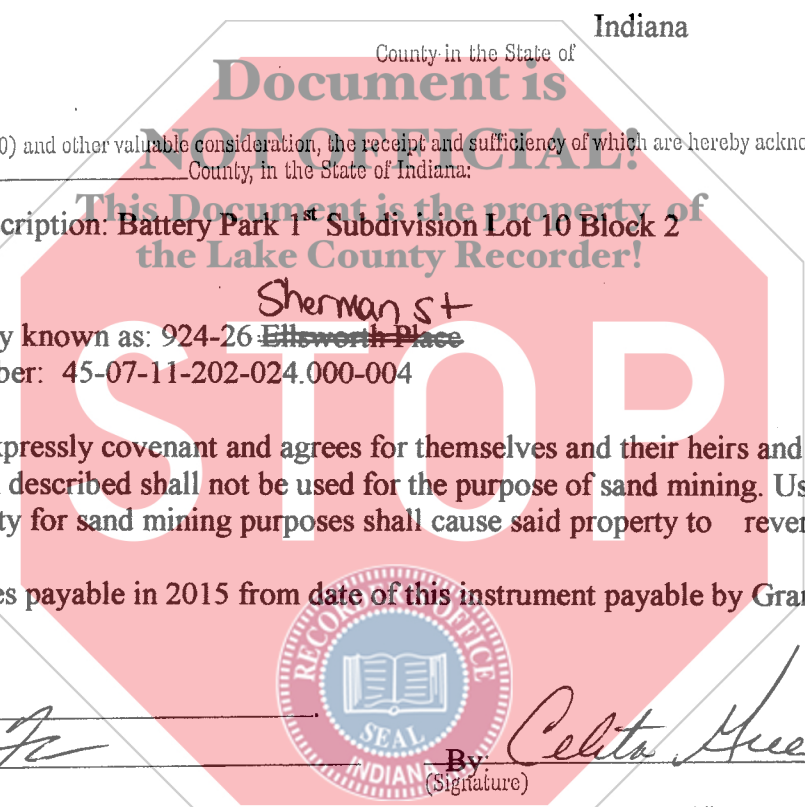 Indiana
County in the State of
Document is
NOT OFFICIAL!
0) and other valuable consideration, the receipt and sufficiency of which are hereby ackno
County, in the State of Indiana:
This Document is the property of
cription: Battery Park 1st Subdivision Lot 10 Block 2
the Lake County Recorder!
Sherman St
y known as: 924-26 Ellsworth Place
ber: 45-07-11-202-024.000-004
STOP
xpressly covenant and agrees for themselves and their heirs and
described shall not be used for the purpose of sand mining. Us
ty for sand mining purposes shall cause said property to rever
es payable in 2015 from date of this instrument payable by Gran
RECORDER OFFICE
SEAL
INDIANA
By: Celita
(Signature)